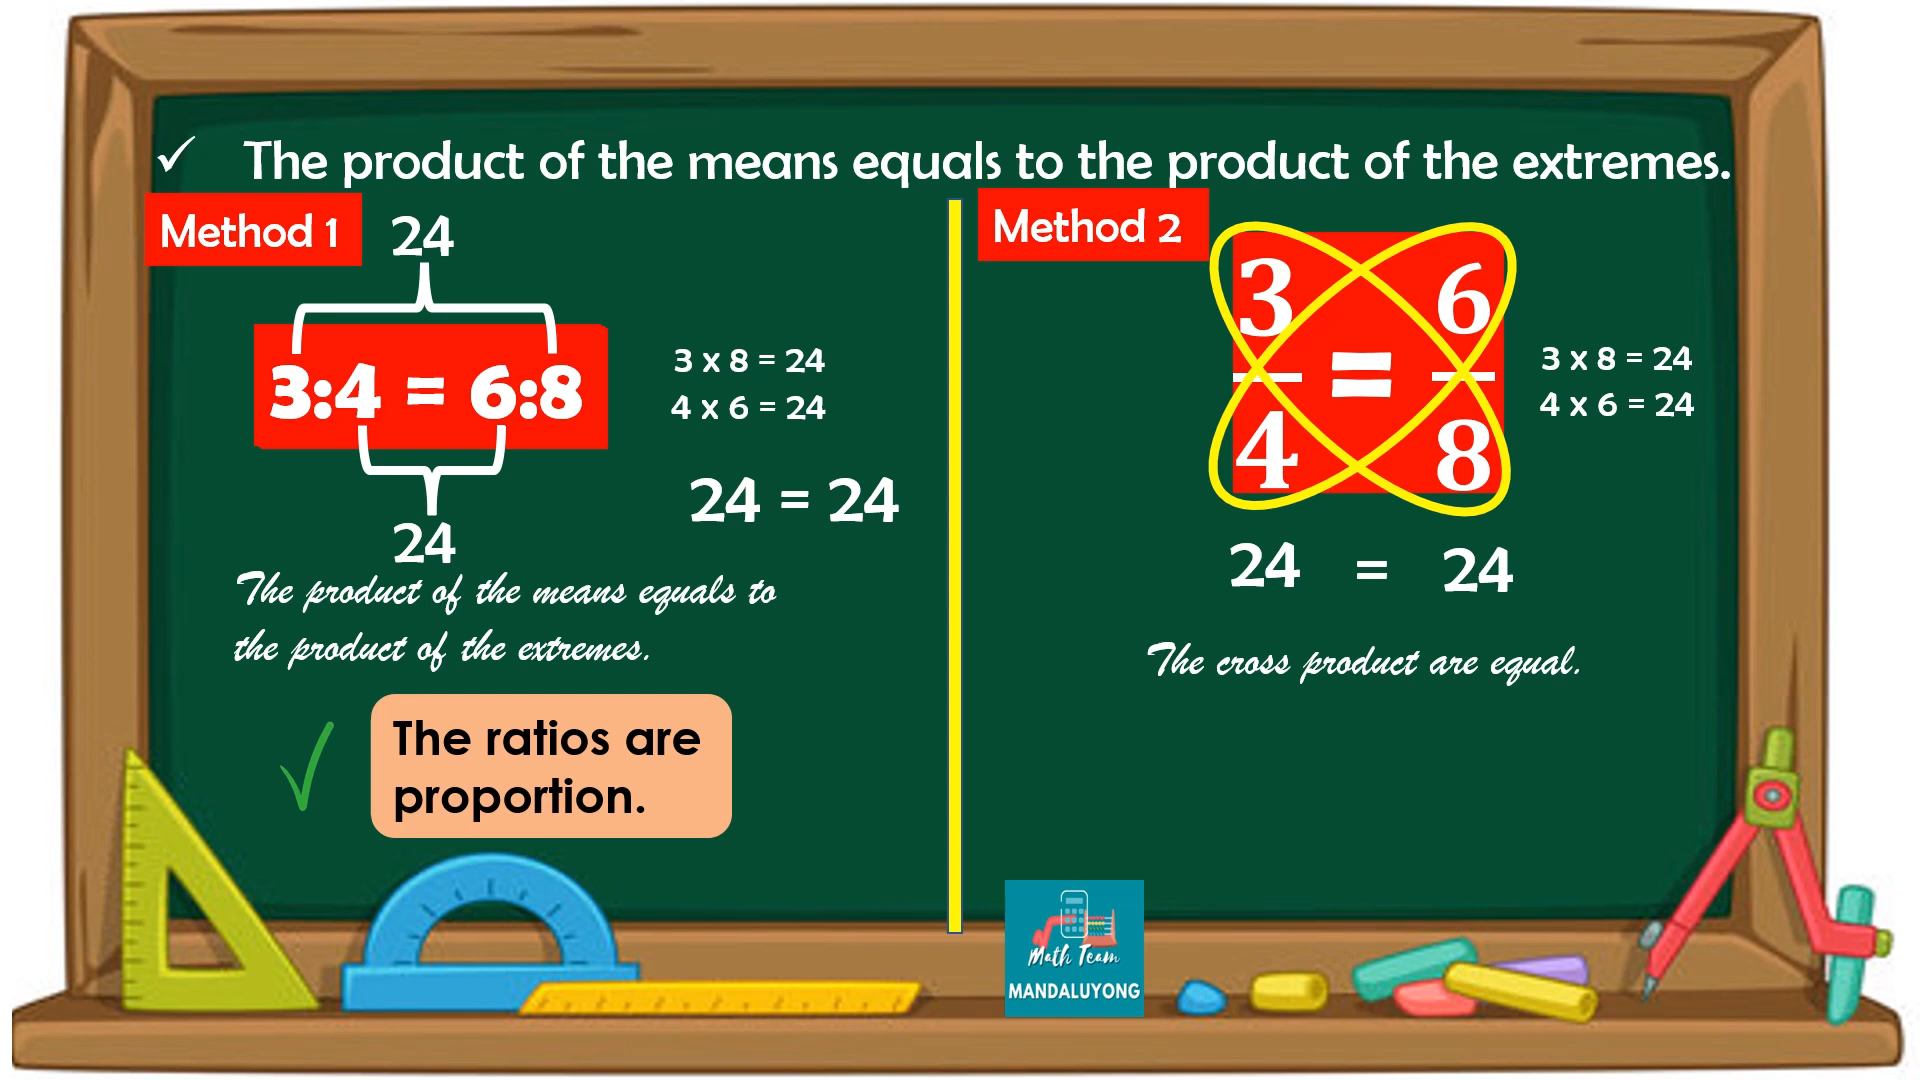 ✓ The product of the means equals to the product of the extremes.
Method 1
24
3:4 = 6:8
24
3 x 8 = 24
4 x 6 = 24
24 = 24
The product of the means equals to
the product of the extremes.
The ratios are
proportion.
Method 2
3 6
=
4 8
3 x 8 = 24
4 x 6 = 24
24 = 24
The cross product are equal.
Math Team
MANDALUYONG